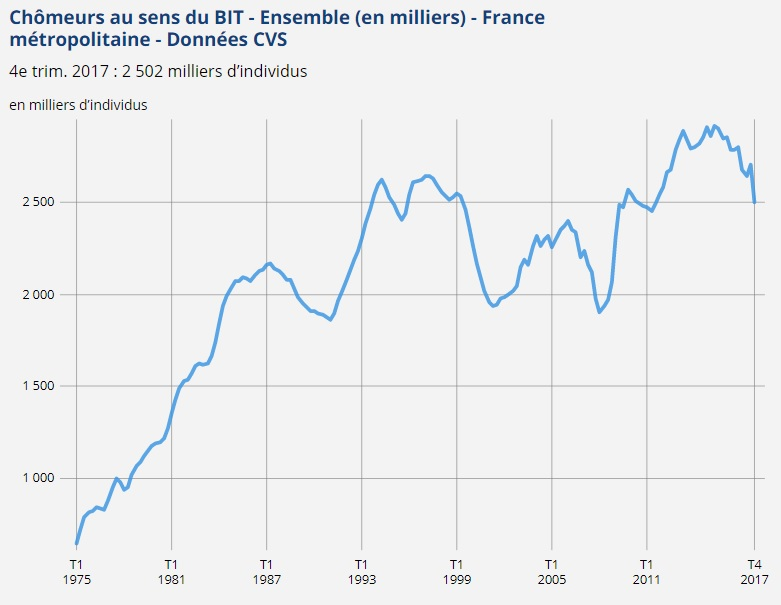 Chômeurs au sens du BIT - Ensemble (en milliers) - France
métropolitaine - Données CVS
4e trim. 2017 : 2 502 milliers d’individus
en milliers d’individus
2 500
2 000
1 500
1 000
T1 T1 T1 T1 T1 T1 T1 T4
1975 1981 1987 1993 1999 2005 2011 2017